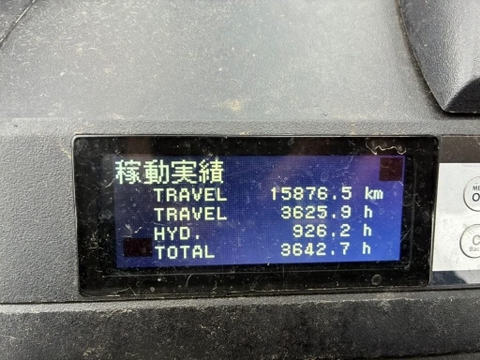 稼動実績
TRAVEL 15876.5 km
TRAVEL 3625.9 h
HYD. 926.2 h
TOTAL 3642.7 h